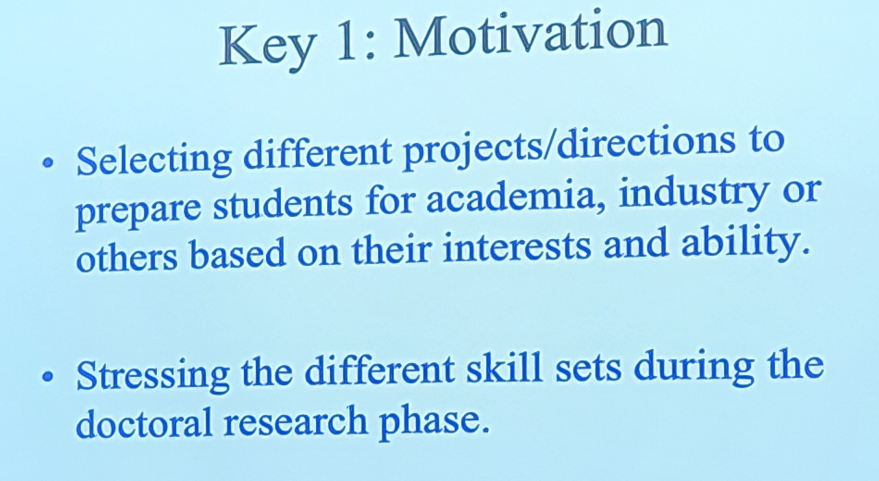 Key 1: Motivation
• Selecting different projects/directions to
prepare students for academia, industry or
others based on their interests and ability.
• Stressing the different skill sets during the
doctoral research phase.